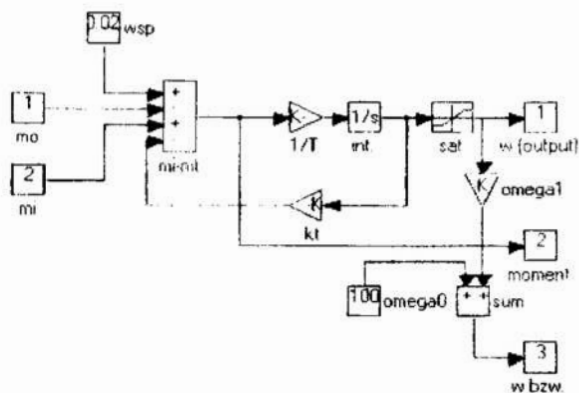 0.02 wsp
+
-
+
-
1
mo
2
mi
mi-mt
K
1/T
1/s
int.
sat
1
w (output)
K
kt
K
omega1
2
moment
100
omega0
+ +
sum
3
w bzw.